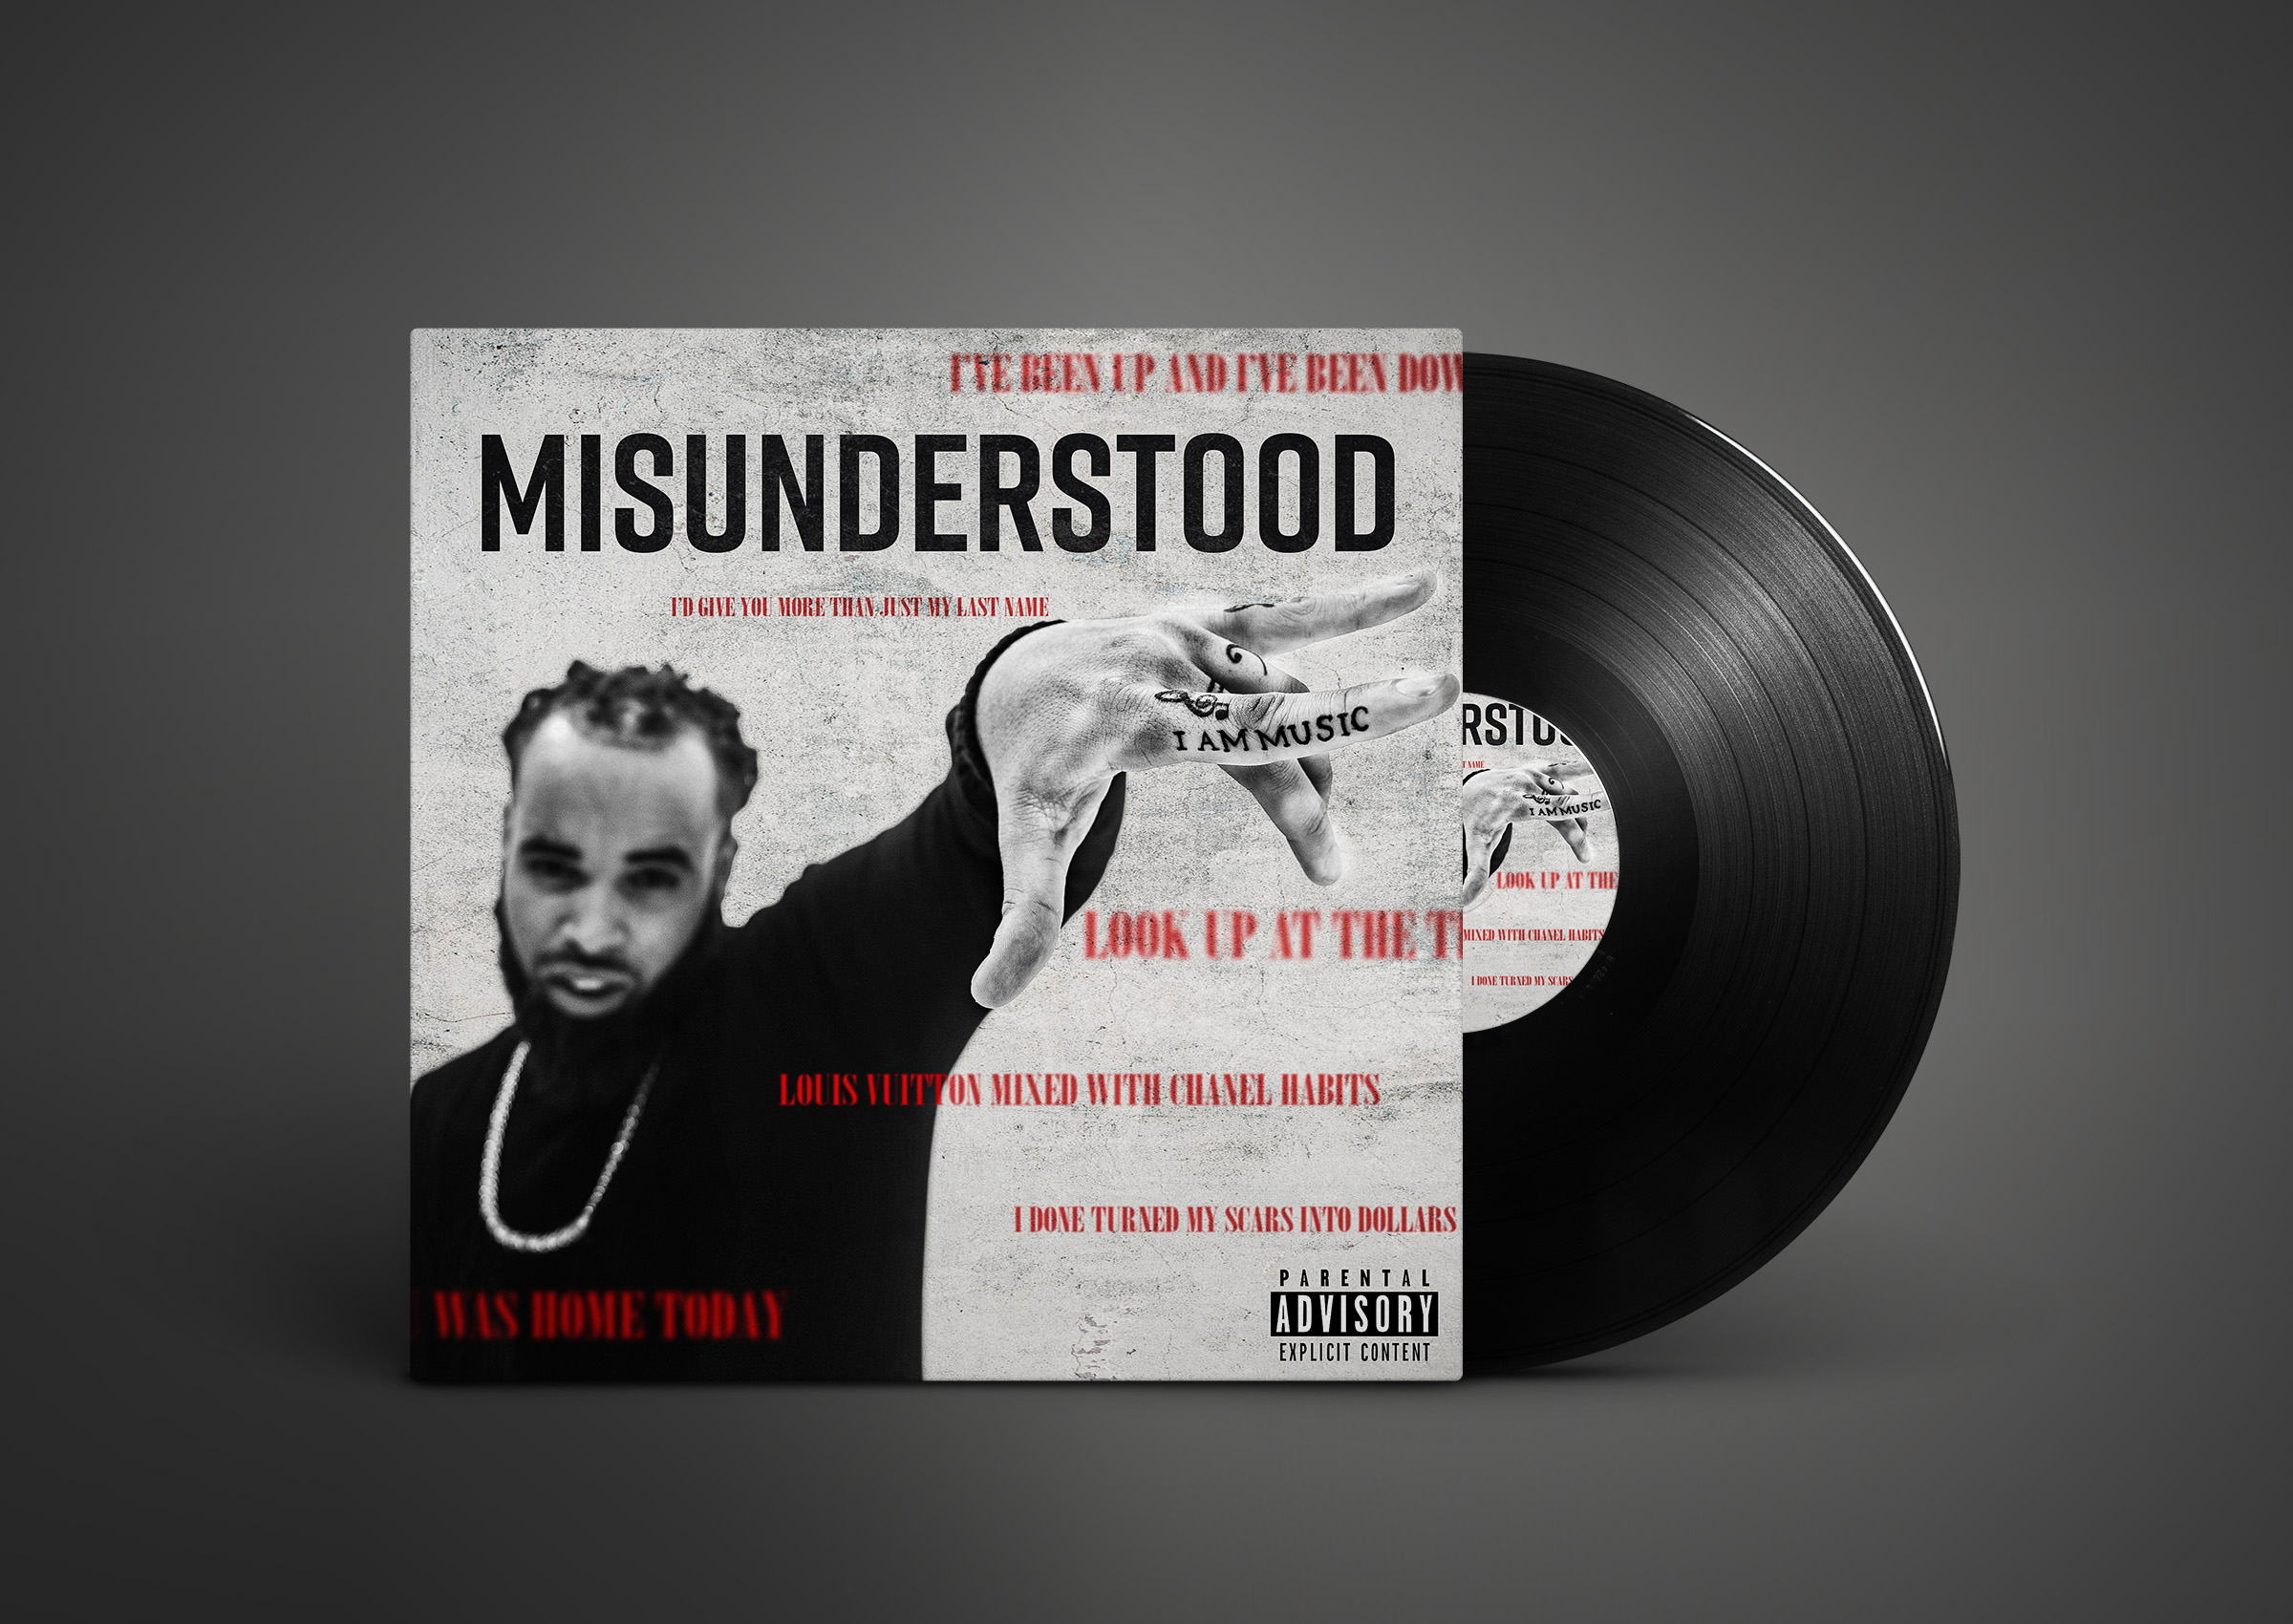 I'VE BEEN UP AND I'VE BEEN DOW
MISUNDERSTOOD
I'D GIVE YOU MORE THAN JUST MY LAST NAME
I AM MUSIC
LOOK UP AT THE T
LOUIS VUITTON MIXED WITH CHANEL HABITS
I DONE TURNED MY SCARS INTO DOLLARS
WAS HOME TODAY
PARENTAL
ADVISORY
EXPLICIT CONTENT
RSTO
T NAME
I AM MUSIC
LOOK UP AT THE
MIXED WITH CHANEL HABITS
I DONE TURNED MY SCARS